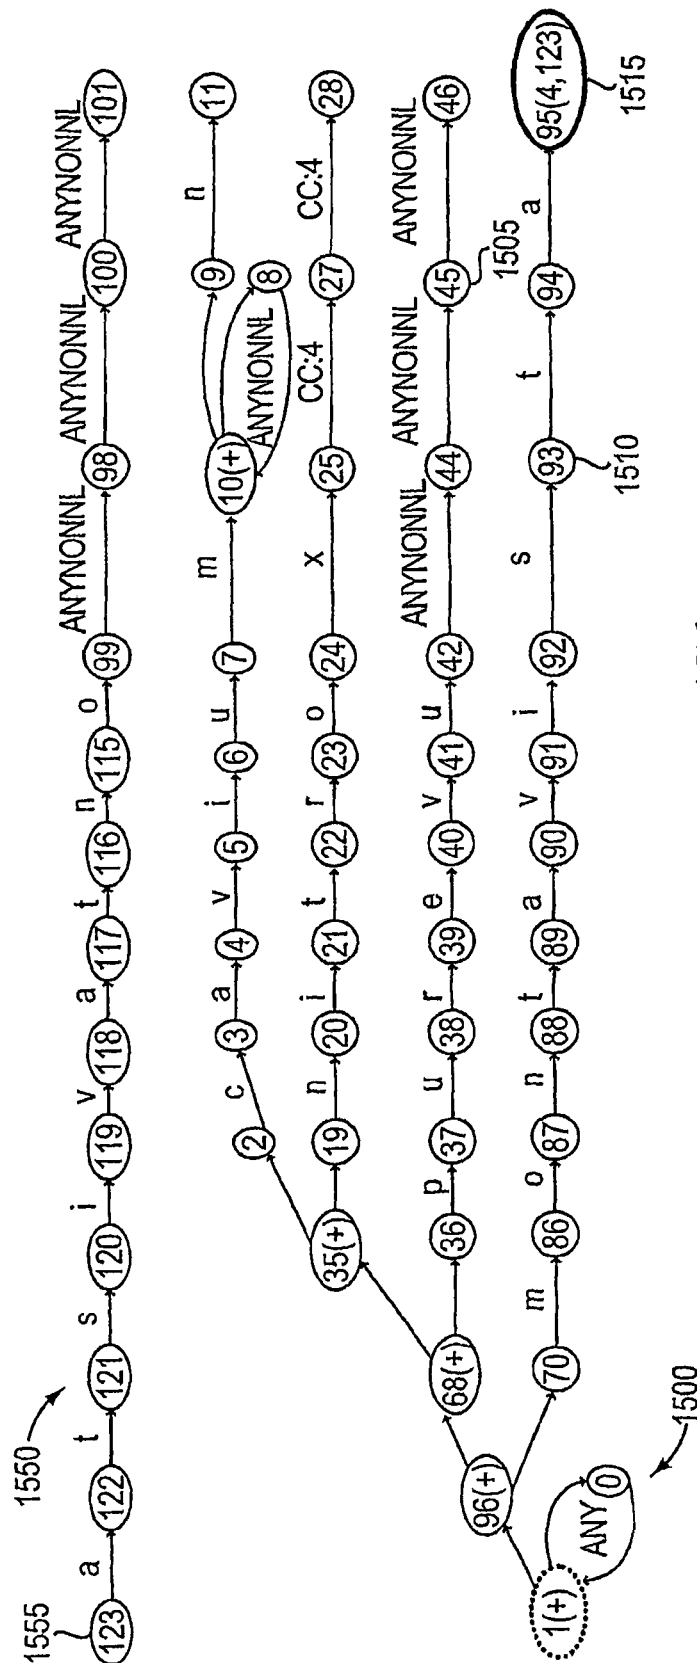 1550
1555
123 a 122 t 121 s 120 i 119 v 118 a 117 t 116 n 115 o 99 ANYNONNL 98 ANYNONNL 100 ANYNONNL 101
2 c 3 a 4 v 5 i 6 u 7 m 10(+) ANYNONNL 8 9 n 11
35(+) 19 n 20 i 21 t 22 r 23 o 24 x 25 CC:4 27 CC:4 28
68(+) 36 p 37 u 38 r 39 e 40 v 41 u 42 ANYNONNL 44 ANYNONNL 45 ANYNONNL 46
1505
96(+) 70 m 86 o 87 n 88 t 89 a 90 v 91 i 92 s 93 t 94 a 95(4,123)
1510
1515
1(+) ANY 0
1500